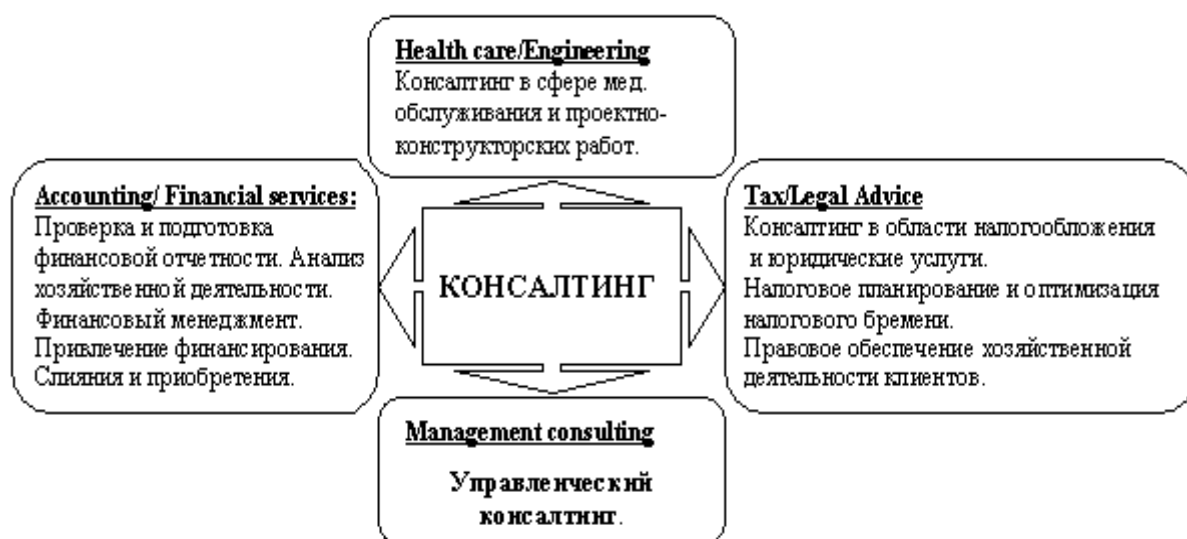 Health care/Engineering
Консалтинг в сфере мед.
обслуживания и проектно-
конструкторских работ.
Accounting/ Financial services:
Проверка и подготовка
финансовой отчетности. Анализ
хозяйственной деятельности.
Финансовый менеджмент.
Привлечение финансирования.
Слияния и приобретения.
КОНСАЛТИНГ
Tax/Legal Advice
Консалтинг в области налогообложения
и юридические услуги.
Налоговое планирование и оптимизация
налогового бремени.
Правовое обеспечение хозяйственной
деятельности клиентов.
Management consulting
Управленческий
консалтинг.